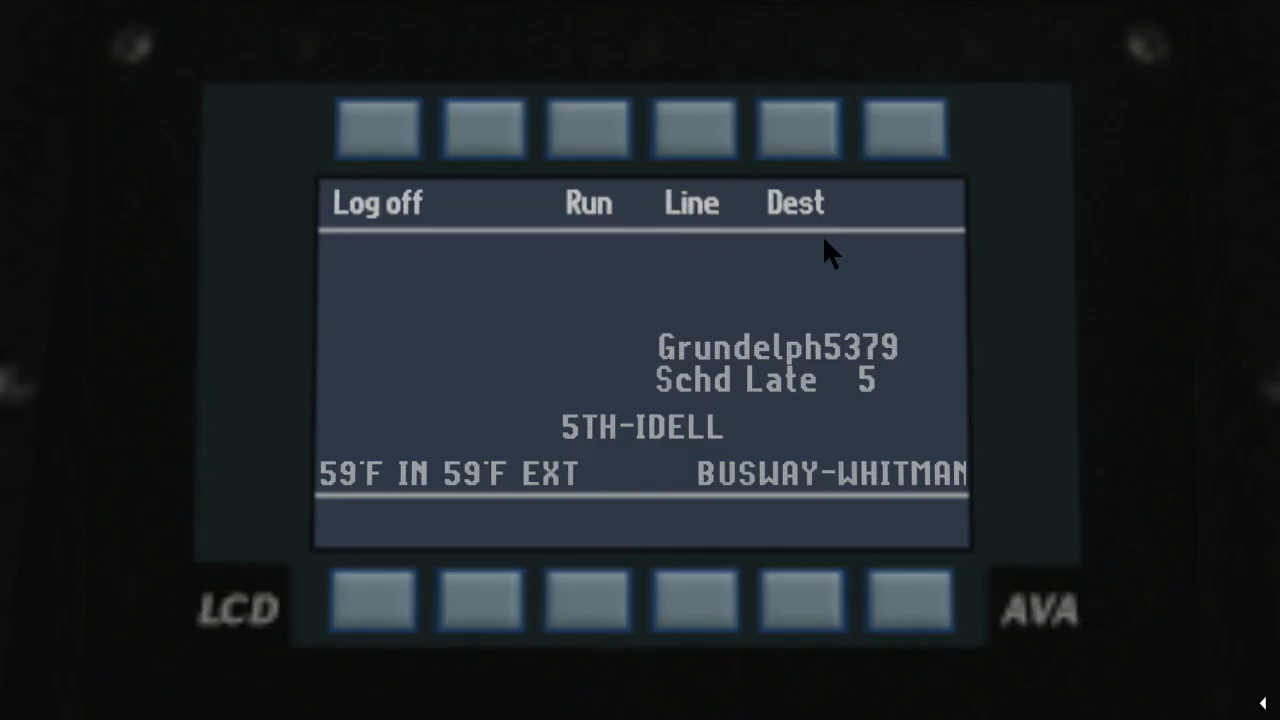 Log off Run Line Dest
Grundelph5379
Schd Late 5
5TH-IDELL
59°F IN 59°F EXT BUSWAY-WHITMAN
LCD AVA